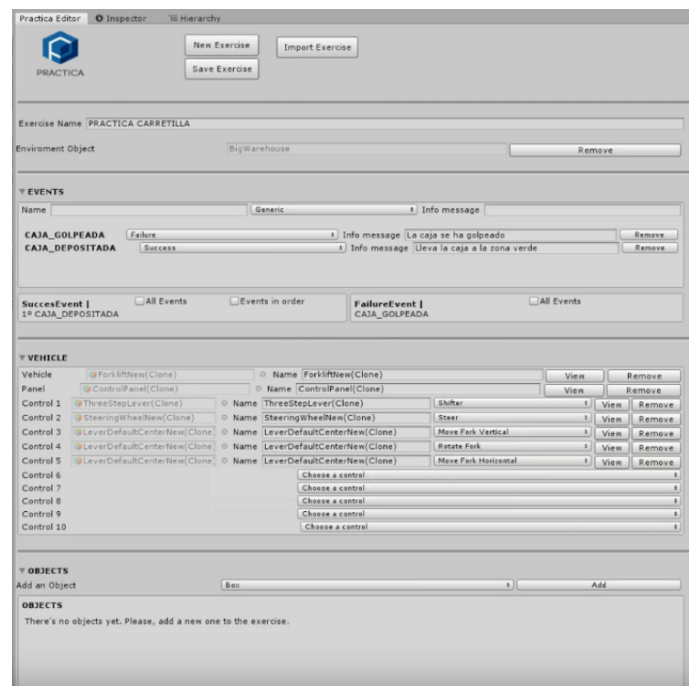 Practica Editor Inspector Hierarchy
New Exercise Import Exercise
Save Exercise
PRACTICA
Exercise Name PRACTICA CARRETILLA
Enviroment Object BigWarehouse Remove
EVENTS
Name Generic Info message
CAJA_GOLPEADA Failure Info message La caja se ha golpeado Remove
CAJA_DEPOSITADA Success Info message Lleva la caja a la zona verde Remove
SuccesEvent | All Events Events in order FailureEvent | All Events
1º CAJA_DEPOSITADA CAJA_GOLPEADA
VEHICLE
Vehicle ForkliftNew(Clone) Name ForkliftNew(Clone) View Remove
Panel ControlPanel(Clone) Name ControlPanel(Clone) View Remove
Control 1 ThreeStepLever(Clone) Name ThreeStepLever(Clone) Shifter View Remove
Control 2 SteeringWheelNew(Clone) Name SteeringWheelNew(Clone) Steer View Remove
Control 3 LeverDefaultCenterNew(Clone) Name LeverDefaultCenterNew(Clone) Move Fork Vertical View Remove
Control 4 LeverDefaultCenterNew(Clone) Name LeverDefaultCenterNew(Clone) Rotate Fork View Remove
Control 5 LeverDefaultCenterNew(Clone) Name LeverDefaultCenterNew(Clone) Move Fork Horizontal View Remove
Control 6 Choose a control
Control 7 Choose a control
Control 8 Choose a control
Control 9 Choose a control
Control 10 Choose a control
OBJECTS
Add an Object Box Add
OBJECTS
There's no objects yet. Please, add a new one to the exercise.